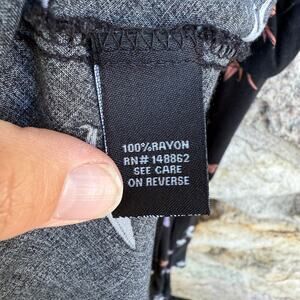 100%RAYON
RN# 148862
SEE CARE
ON REVERSE